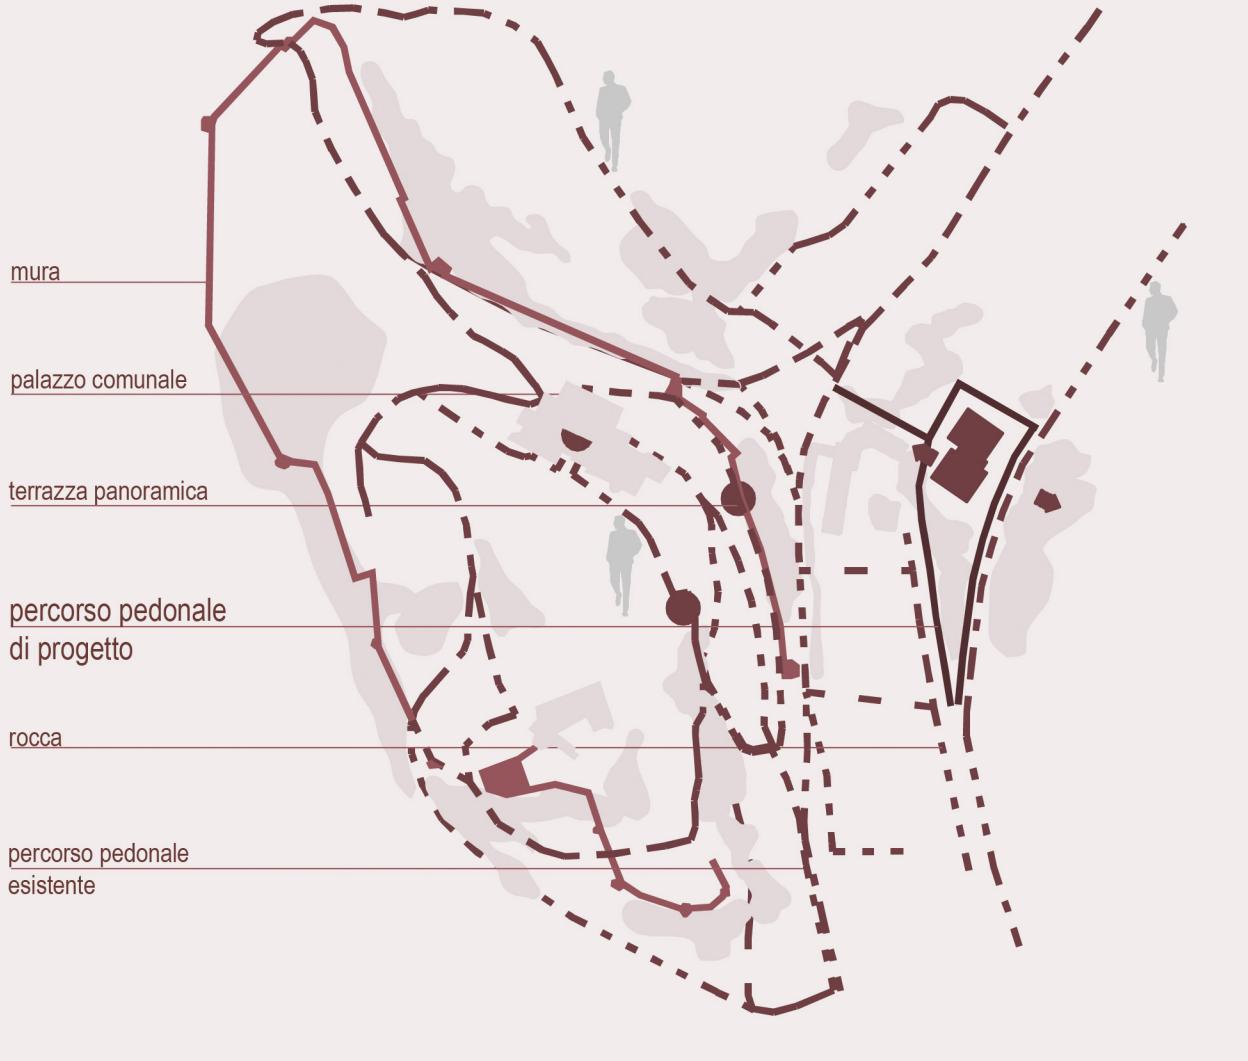 mura
palazzo comunale
terrazza panoramica
percorso pedonale
di progetto
rocca
percorso pedonale
esistente